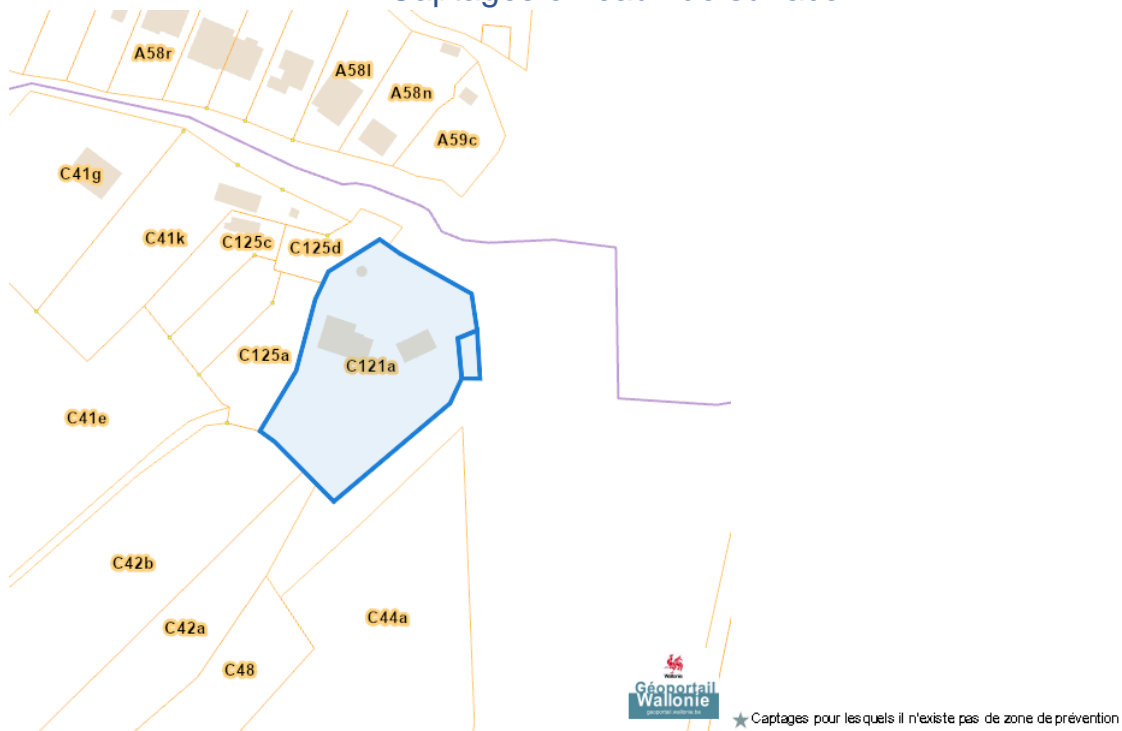 A58r
A58l
A58n
A59c
C41g
C41k
C125c
C125d
C125a
C121a
C41e
C42b
C42a
C44a
C48
Wallonie
Géoportail
Wallonie
geoportail.wallonie.be
Captages pour lesquels il n'existe pas de zone de prévention